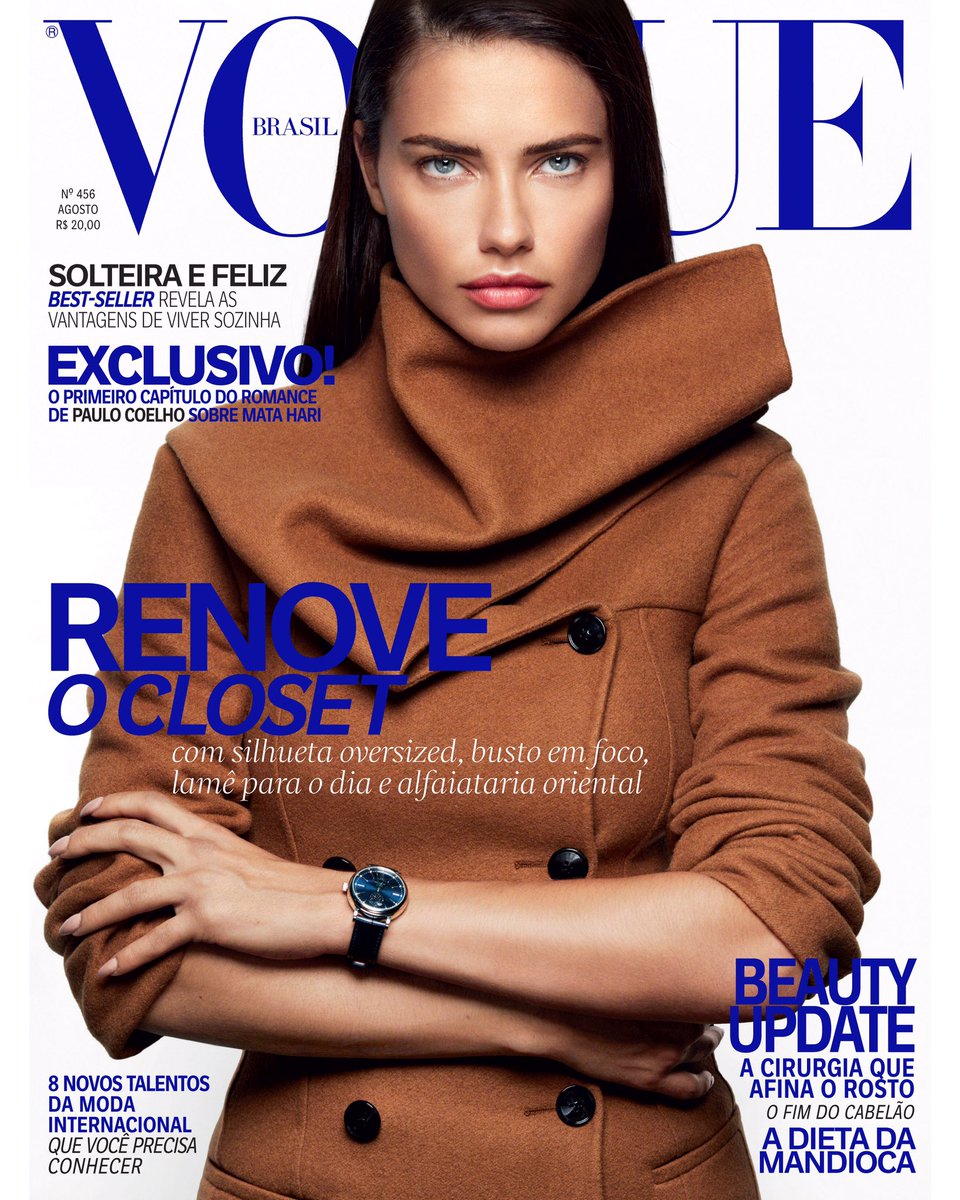 ®
VOGUE
BRASIL
Nº 456
AGOSTO
R$ 20,00
SOLTEIRA E FELIZ
BEST-SELLER REVELA AS
VANTAGENS DE VIVER SOZINHA
EXCLUSIVO!
O PRIMEIRO CAPÍTULO DO ROMANCE
DE PAULO COELHO SOBRE MATA HARI
RENOVE
O CLOSET
com silhueta oversized, busto em foco,
lamê para o dia e alfaiataria oriental
8 NOVOS TALENTOS
DA MODA
INTERNACIONAL
QUE VOCÊ PRECISA
CONHECER
BEAUTY
UPDATE
A CIRURGIA QUE
AFINA O ROSTO
O FIM DO CABELÃO
A DIETA DA
MANDIOCA